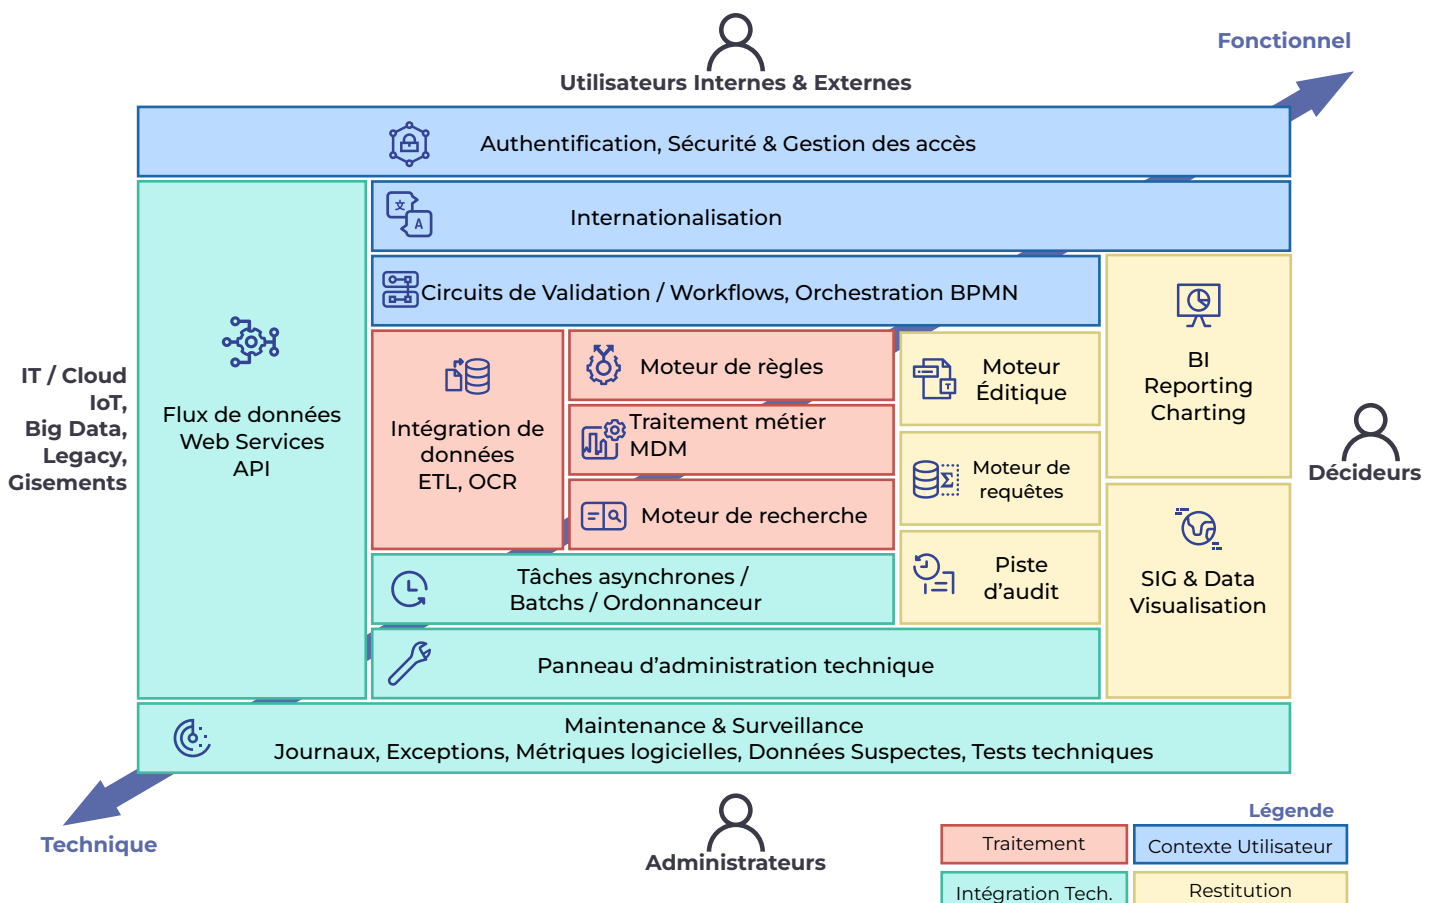 Fonctionnel
Utilisateurs Internes & Externes
Authentification, Sécurité & Gestion des accès
Internationalisation
Circuits de Validation / Workflows, Orchestration BPMN
IT / Cloud
IoT,
Big Data,
Legacy,
Gisements
Flux de données
Web Services
API
Intégration de
données
ETL, OCR
Moteur de règles
Traitement métier
MDM
Moteur de recherche
Moteur
Éditique
Moteur de
requêtes
Piste
d’audit
BI
Reporting
Charting
SIG & Data
Visualisation
Décideurs
Tâches asynchrones /
Batchs / Ordonnanceur
Panneau d’administration technique
Maintenance & Surveillance
Journaux, Exceptions, Métriques logicielles, Données Suspectes, Tests techniques
Technique
Administrateurs
Légende
Traitement
Contexte Utilisateur
Intégration Tech.
Restitution